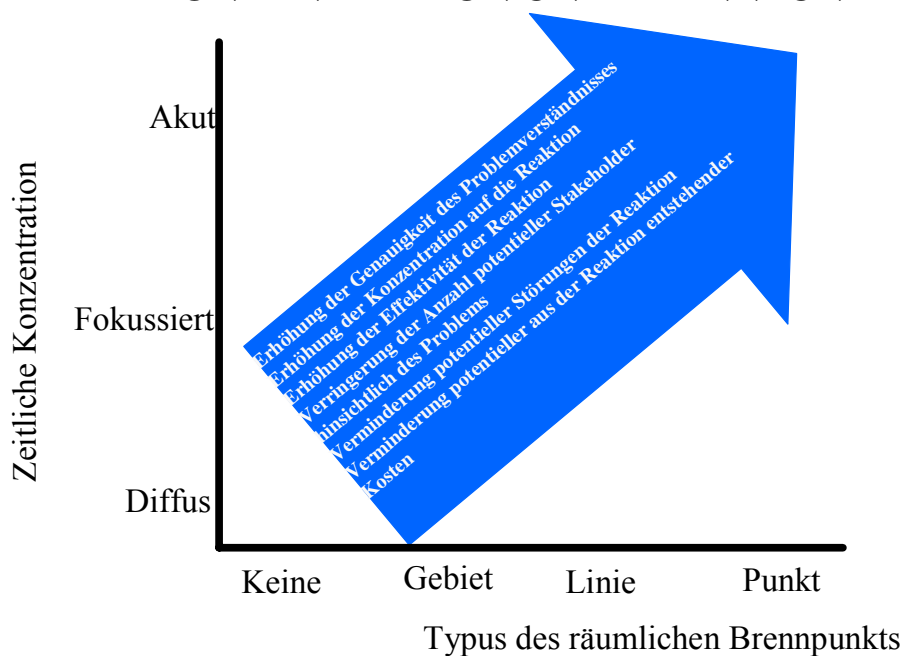 Akut
Fokussiert
Diffus
Zeitliche Konzentration
Erhöhung der Genauigkeit des Problemverständnisses
Erhöhung der Konzentration auf die Reaktion
Erhöhung der Effektivität der Reaktion
Verringerung der Anzahl potentieller Stakeholder
hinsichtlich des Problems
Verminderung potentieller Störungen der Reaktion
Verminderung potentieller aus der Reaktion entstehender
Kosten
Keine Gebiet Linie Punkt
Typus des räumlichen Brennpunkts